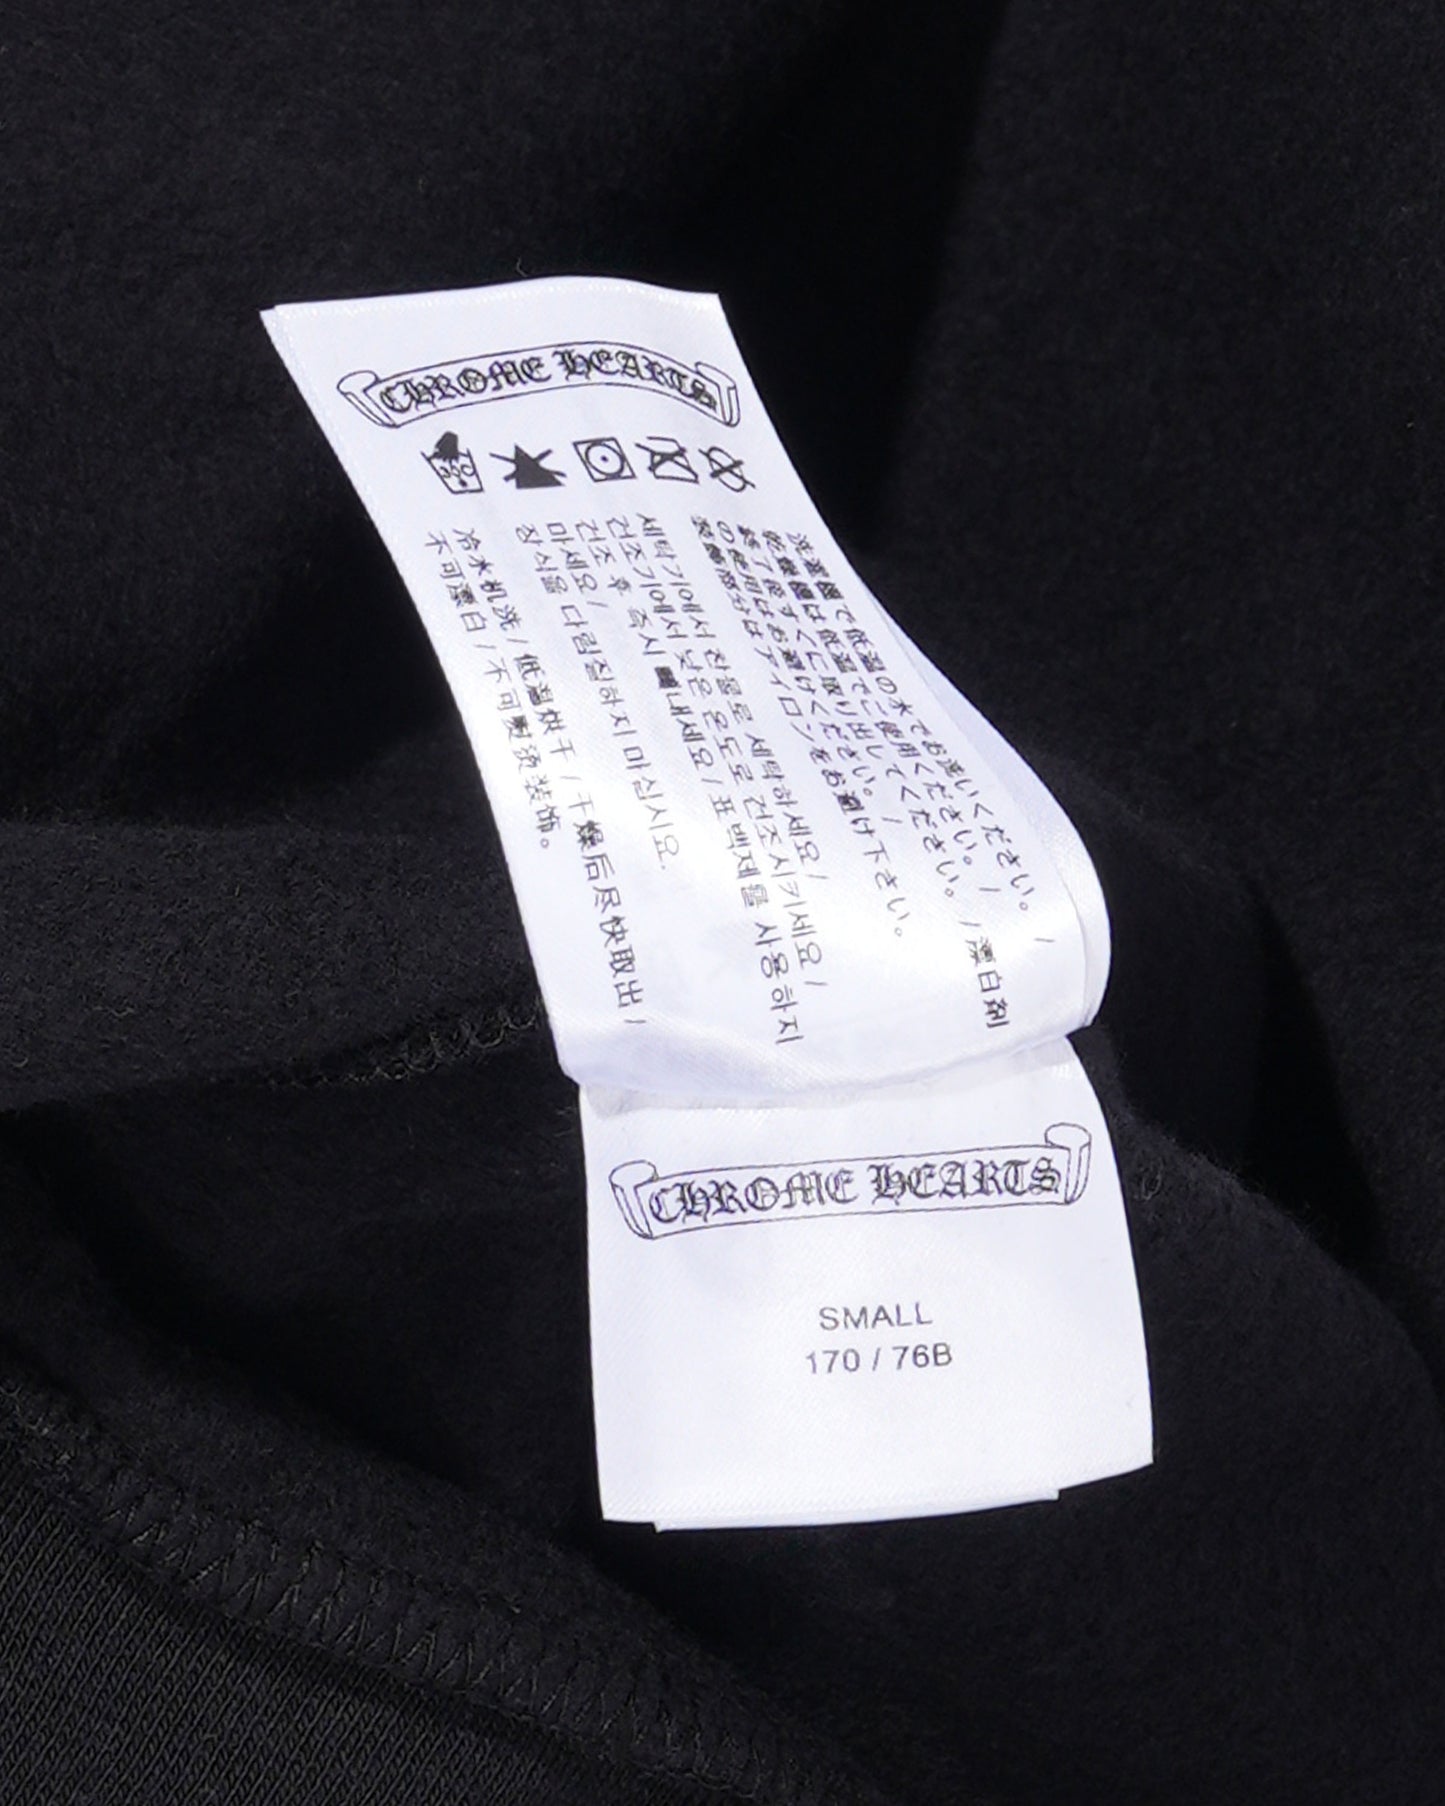 CHROME HEARTS
30C
洗濯機で低温の水でお洗いください。 /
乾燥機は低温でご使用ください。 /
終了後すぐに取り出してください。 / 漂白剤
の使用はお避けください。 /
装飾部分はアイロンをお避け下さい。
세탁기에서 찬물로 세탁하세요 /
건조기에서 낮은 온도로 건조시키세요 /
건조 후 즉시 빼내세요 / 표백제를 사용하지
마세요 /
장식을 다림질하지 마십시오.
冷水机洗 / 低温烘干 / 干燥后尽快取出 /
不可漂白 / 不可熨烫装饰。
CHROME HEARTS
SMALL
170 / 76B